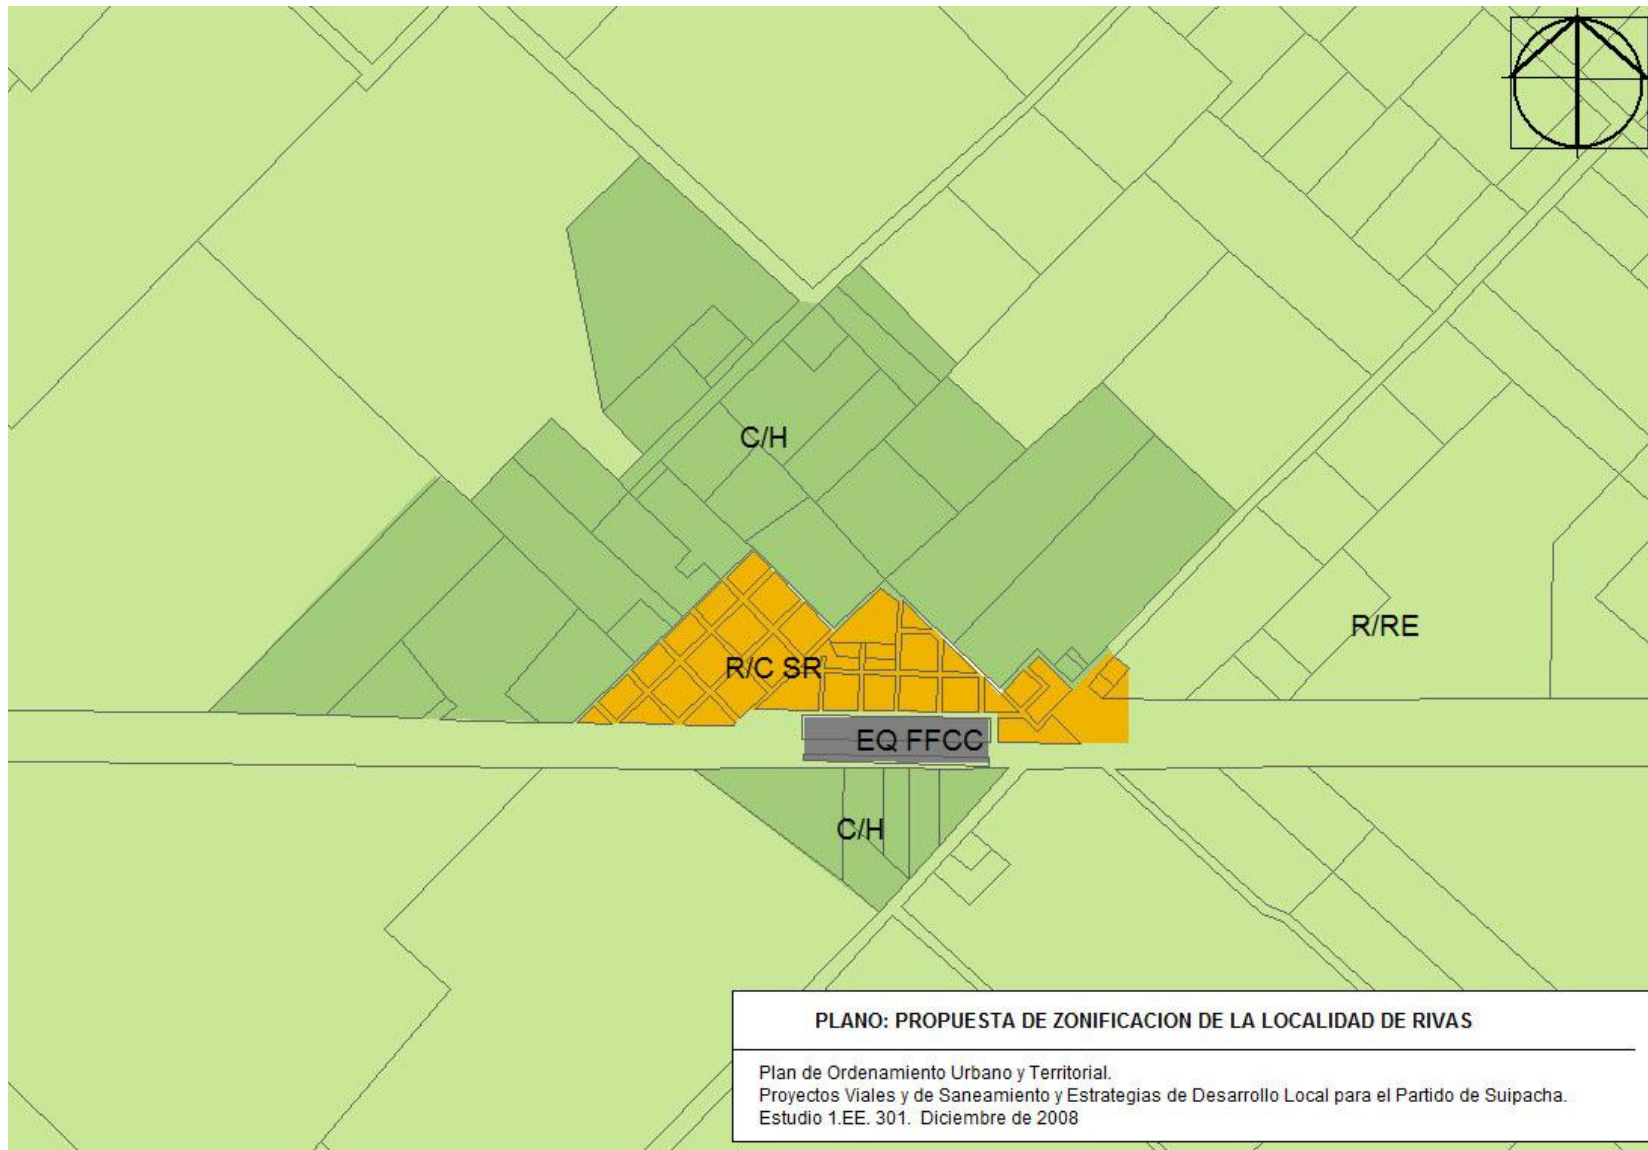 C/H
R/RE
R/C SR
EQ FFCC
C/H
PLANO: PROPUESTA DE ZONIFICACION DE LA LOCALIDAD DE RIVAS
Plan de Ordenamiento Urbano y Territorial.
Proyectos Viales y de Saneamiento y Estrategias de Desarrollo Local para el Partido de Suipacha.
Estudio 1.EE. 301. Diciembre de 2008